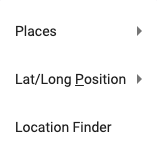 Places
Lat/Long Position
Location Finder